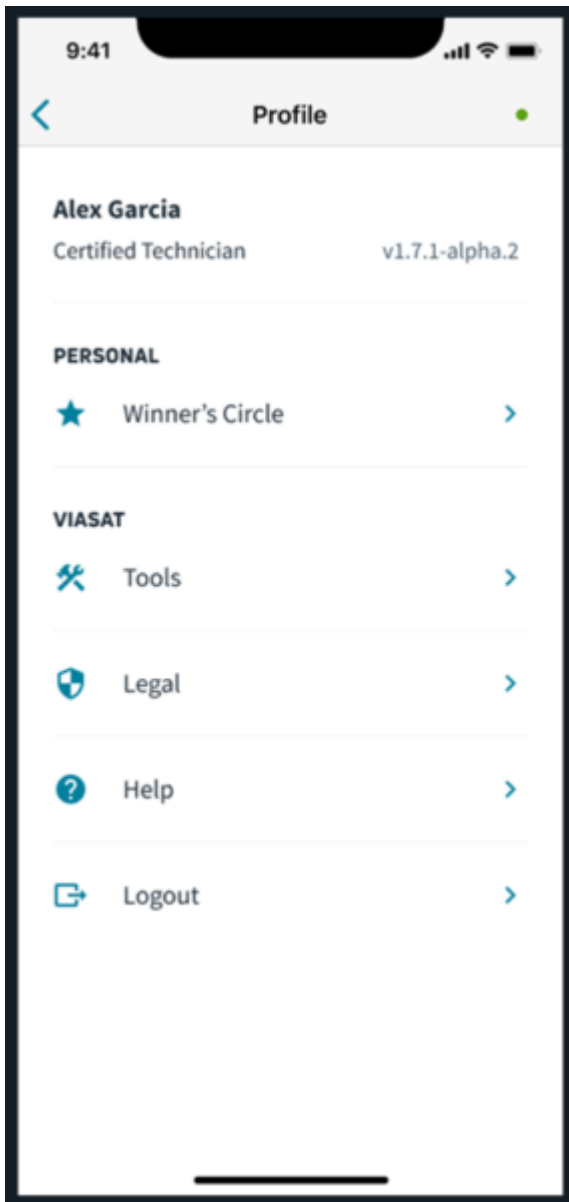 9:41
Profile
Alex Garcia
Certified Technician v1.7.1-alpha.2
PERSONAL
Winner's Circle
VIASAT
Tools
Legal
Help
Logout